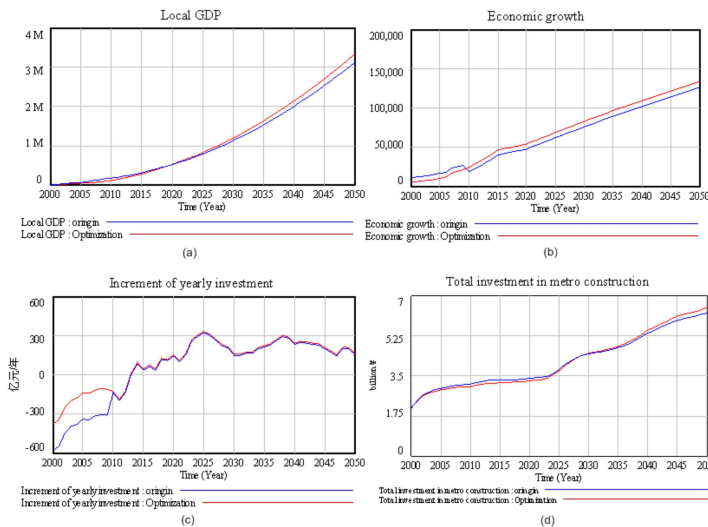 Local GDP
4 M
3 M
2 M
1 M
0
2000 2005 2010 2015 2020 2025 2030 2035 2040 2045 2050
Time (Year)
Local GDP : oringin
Local GDP : Optimization
(a)
Economic growth
200,000
150,000
100,000
50,000
0
2000 2005 2010 2015 2020 2025 2030 2035 2040 2045 2050
Time (Year)
Economic growth : oringin
Economic growth : Optimization
(b)
Increment of yearly investment
600
300
0
-300
-600
亿元/年
2000 2005 2010 2015 2020 2025 2030 2035 2040 2045 2050
Time (Year)
Increment of yearly investment : oringin
Increment of yearly investment : Optimization
(c)
Total investment in metro construction
7
5.25
3.5
1.75
0
billion ¥
2000 2005 2010 2015 2020 2025 2030 2035 2040 2045 205
Time (Year)
Total investment in metro construction : oringin
Total investment in metro construction : Optimization
(d)